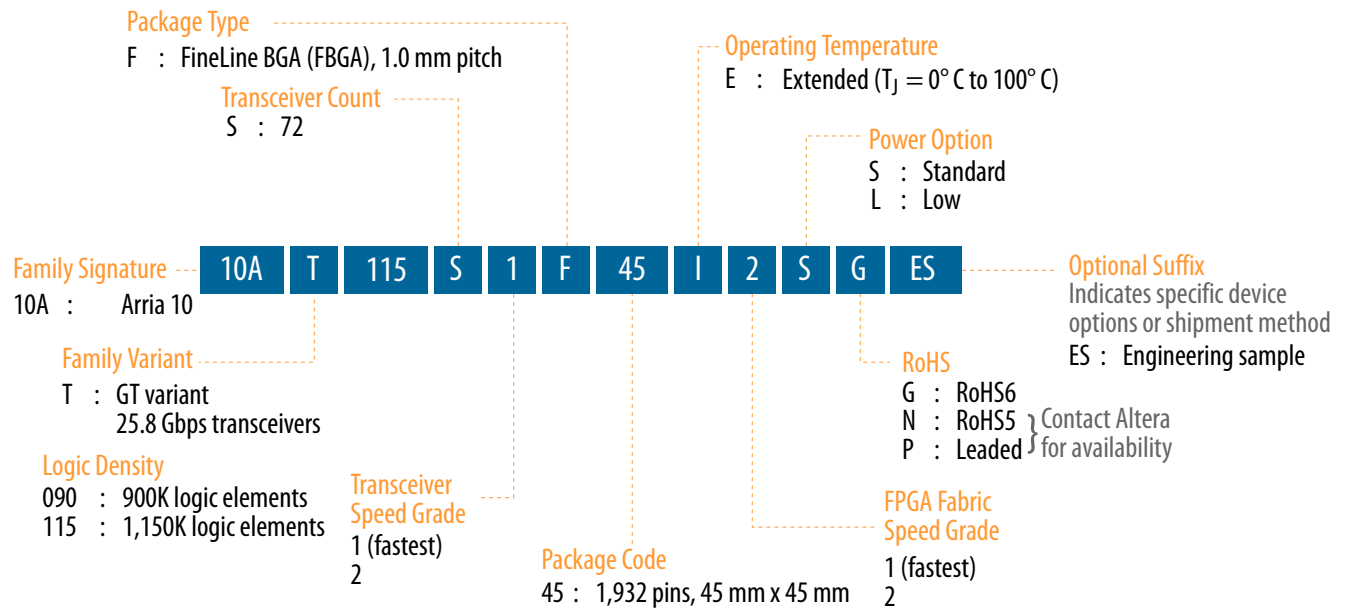 Package Type
F : FineLine BGA (FBGA), 1.0 mm pitch
Transceiver Count
S : 72
Operating Temperature
E : Extended (TJ = 0° C to 100° C)
Power Option
S : Standard
L : Low
Family Signature
10A : Arria 10
10A T 115 S 1 F 45 I 2 S G ES
Optional Suffix
Indicates specific device
options or shipment method
ES : Engineering sample
Family Variant
T : GT variant
25.8 Gbps transceivers
RoHS
G : RoHS6
N : RoHS5
P : Leaded
Contact Altera
for availability
Logic Density
090 : 900K logic elements
115 : 1,150K logic elements
Transceiver
Speed Grade
1 (fastest)
2
Package Code
45 : 1,932 pins, 45 mm x 45 mm
FPGA Fabric
Speed Grade
1 (fastest)
2